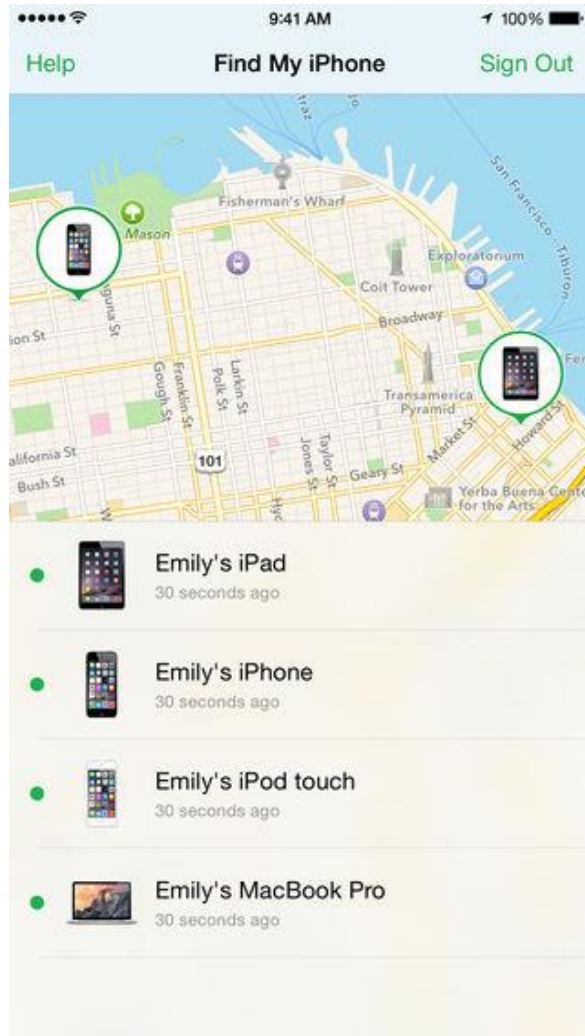 9:41 AM
100%
Help
Find My iPhone
Sign Out
Fisherman's Wharf
San Francisco - Tiburon
Mason
Exploratorium
Coit Tower
Broadway
Gough St
Franklin St
Polk St
Larkin St
Transamerica
Pyramid
Howard St
Market St
101
Jones St
Taylor St
Geary St
Bush St
Yerba Buena
for the Arts
Emily's iPad
30 seconds ago
Emily's iPhone
30 seconds ago
Emily's iPod touch
30 seconds ago
Emily's MacBook Pro
30 seconds ago